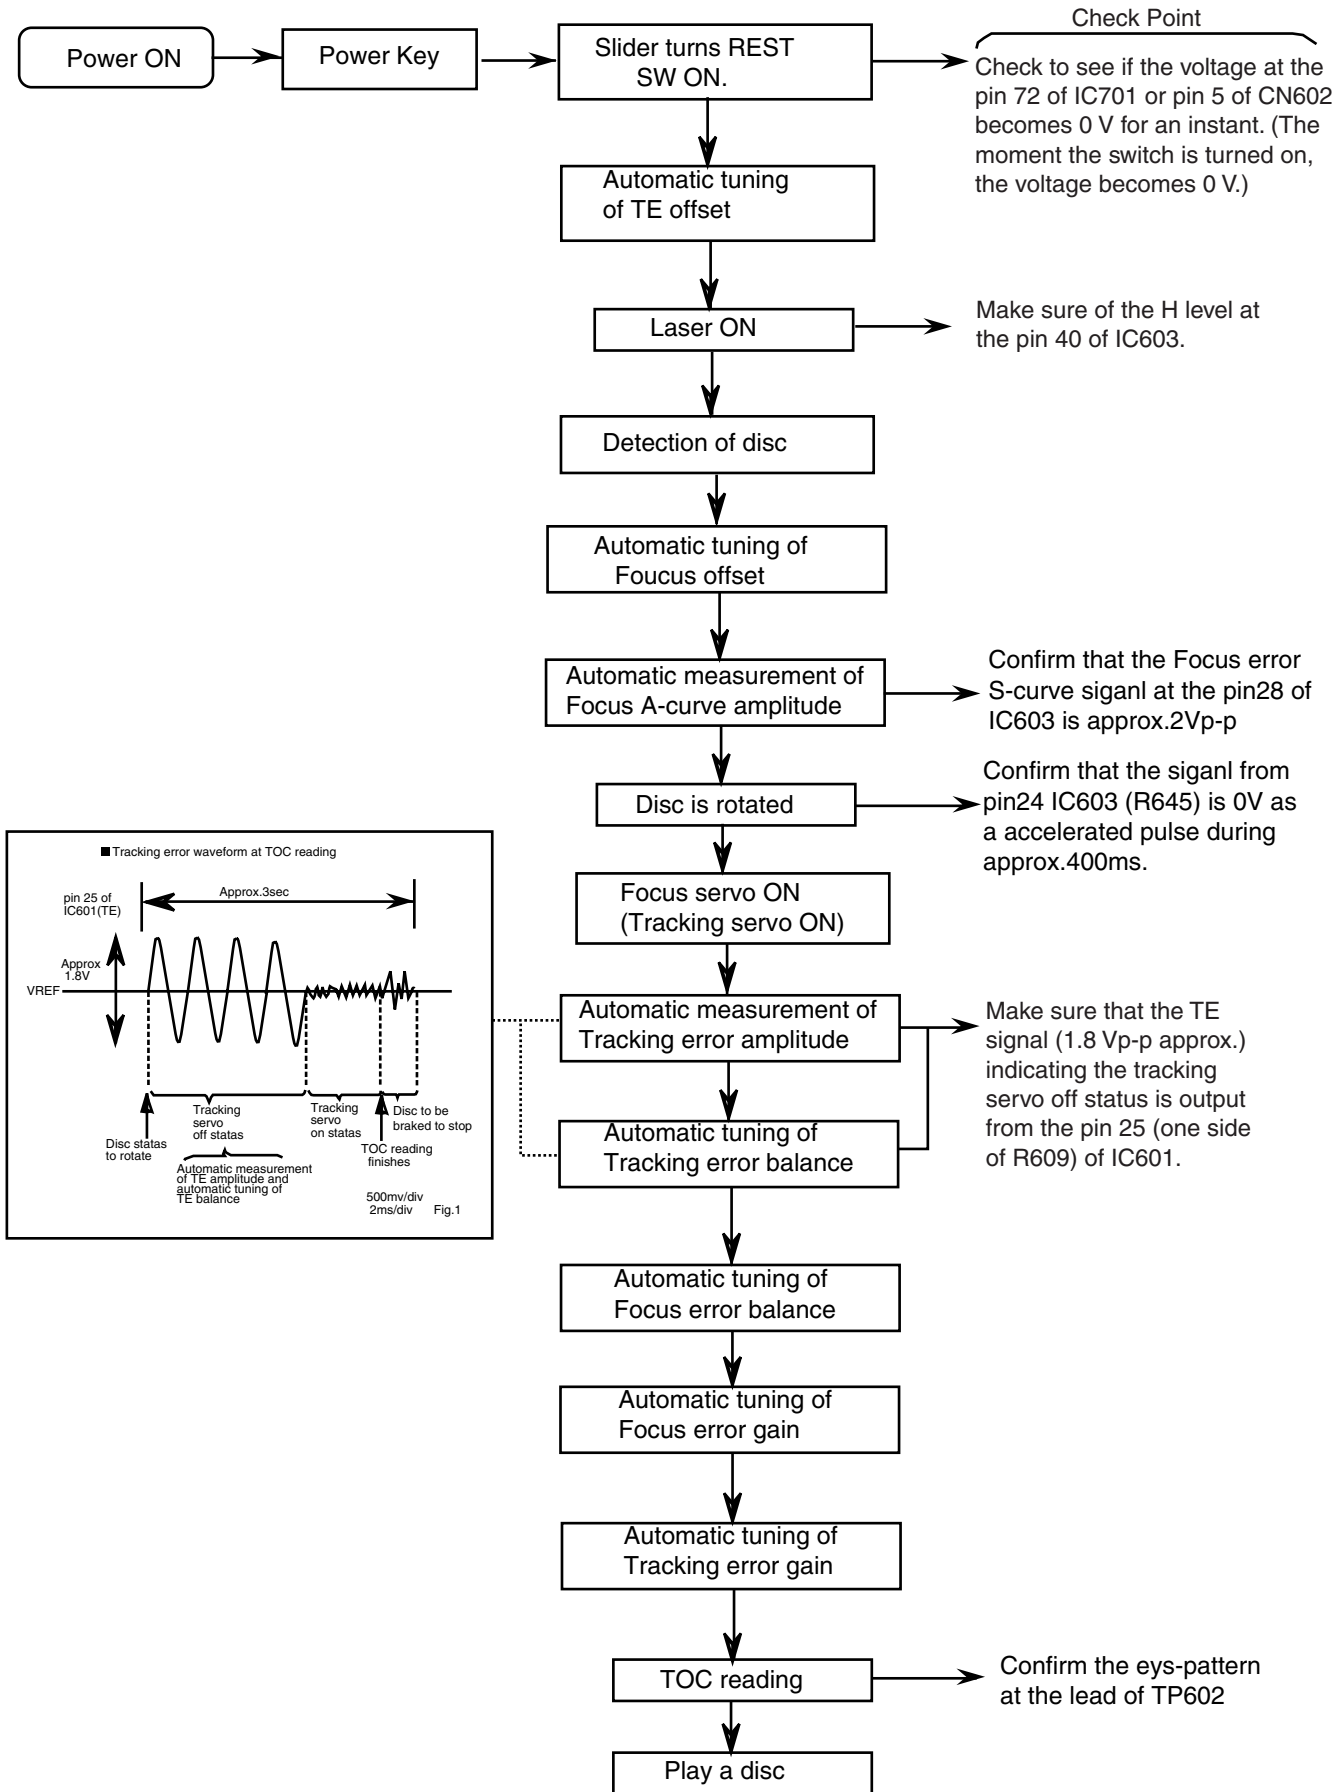 Check Point
Power ON
Power Key
Slider turns REST
SW ON.
Check to see if the voltage at the
pin 72 of IC701 or pin 5 of CN602
becomes 0 V for an instant. (The
moment the switch is turned on,
the voltage becomes 0 V.)
Automatic tuning
of TE offset
Laser ON
Make sure of the H level at
the pin 40 of IC603.
Detection of disc
Automatic tuning of
Foucus offset
Automatic measurement of
Focus A-curve amplitude
Confirm that the Focus error
S-curve siganl at the pin28 of
IC603 is approx.2Vp-p
Disc is rotated
Confirm that the siganl from
pin24 IC603 (R645) is 0V as
a accelerated pulse during
approx.400ms.
Focus servo ON
(Tracking servo ON)
■ Tracking error waveform at TOC reading
pin 25 of
IC601(TE)
Approx.3sec
Approx
1.8V
VREF
Disc statas
to rotate
Tracking
servo
off statas
Tracking
servo
on statas
Disc to be
braked to stop
TOC reading
finishes
Automatic measurement
of TE amplitude and
automatic tuning of
TE balance
500mv/div
2ms/div
Fig.1
Automatic measurement of
Tracking error amplitude
Automatic tuning of
Tracking error balance
Make sure that the TE
signal (1.8 Vp-p approx.)
indicating the tracking
servo off status is output
from the pin 25 (one side
of R609) of IC601.
Automatic tuning of
Focus error balance
Automatic tuning of
Focus error gain
Automatic tuning of
Tracking error gain
TOC reading
Confirm the eys-pattern
at the lead of TP602
Play a disc